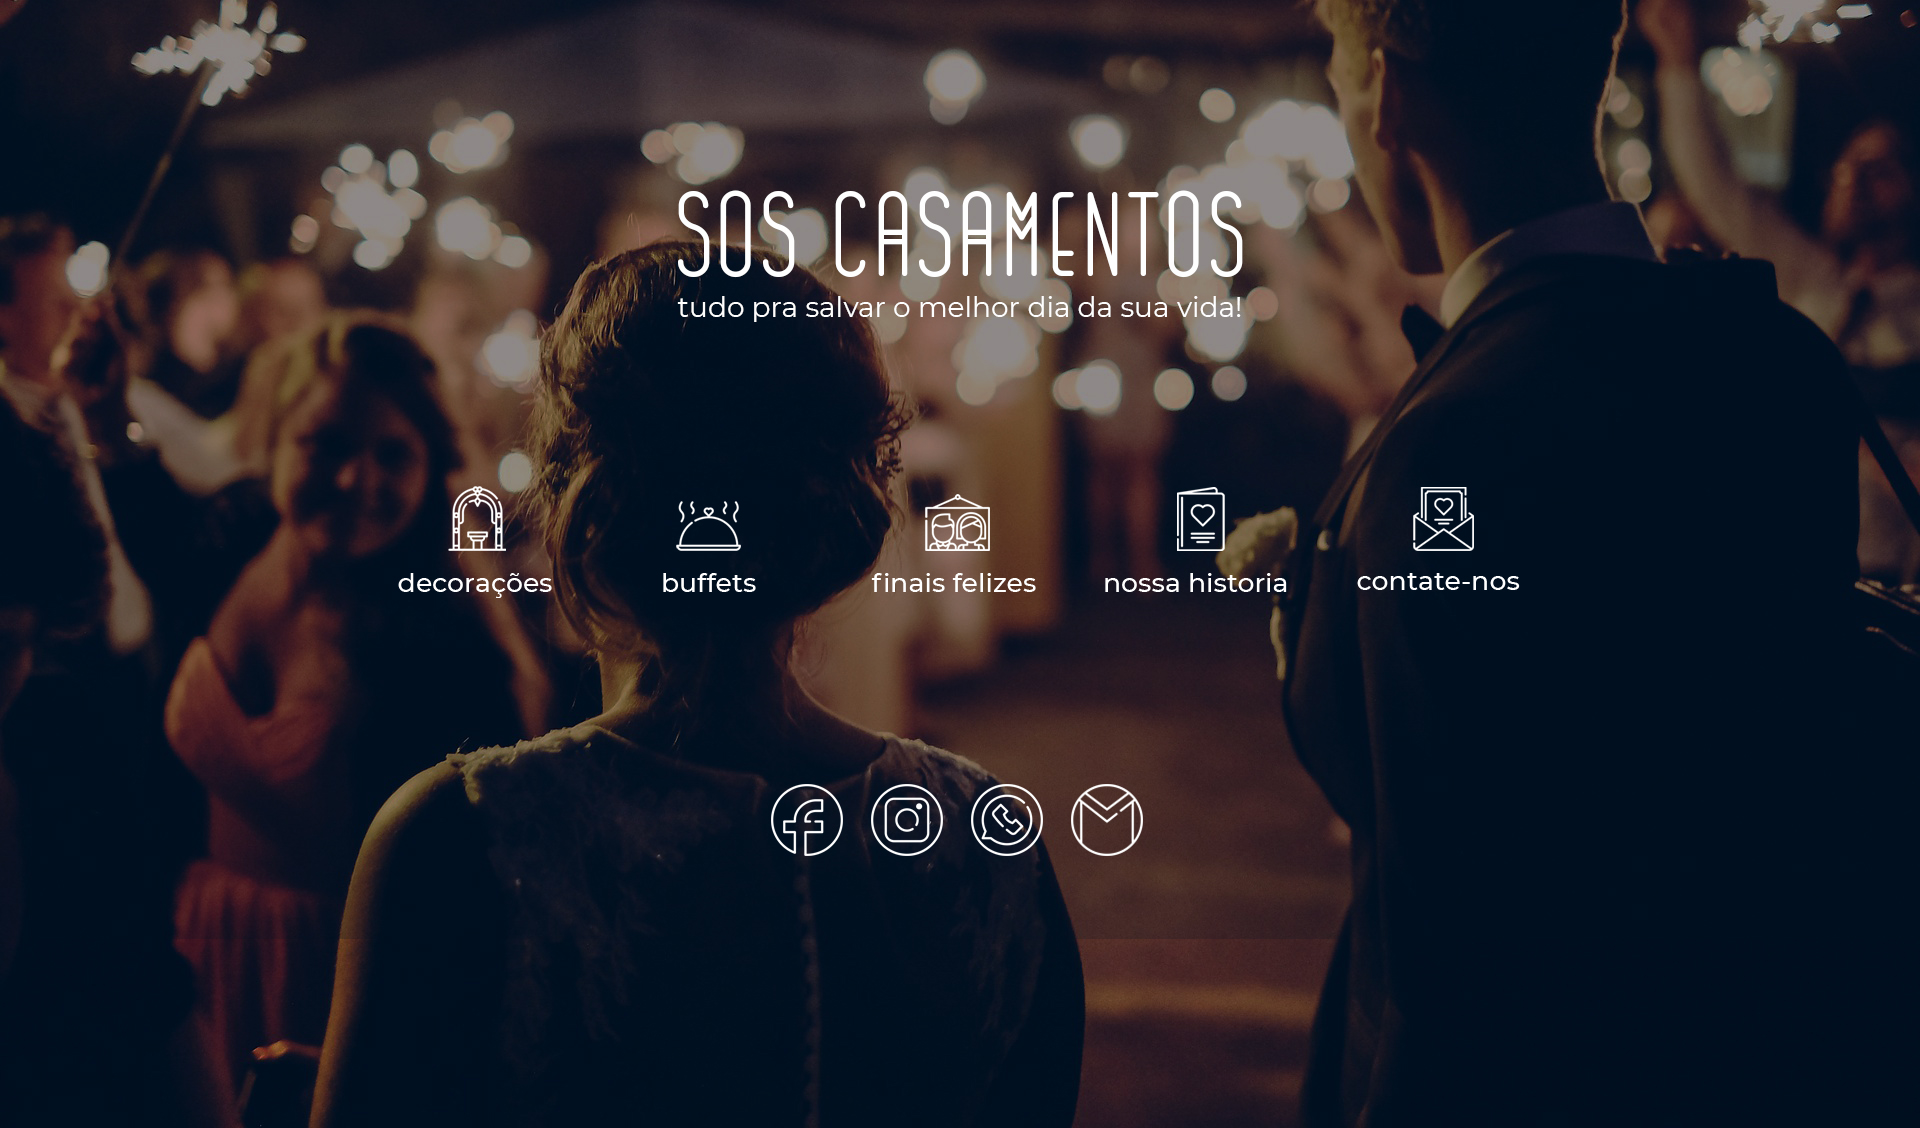 SOS CASAMENTOS
tudo pra salvar o melhor dia da sua vida!
decorações
buffets
finais felizes
nossa historia
contate-nos